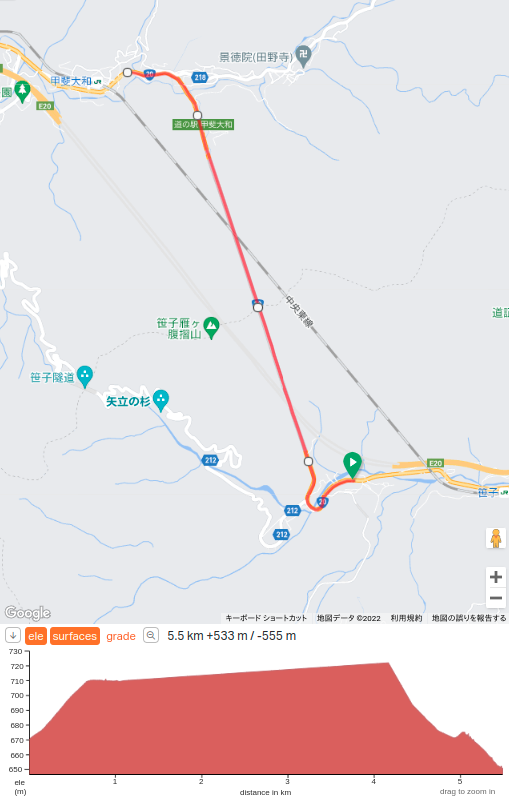 景徳院(田野寺)
卍
甲斐大和 JR
20
218
園
E20
道の駅 甲斐大和
中央東線
笹子雁ヶ
腹摺山
道証
笹子隧道
矢立の杉
212
E20
笹子 JR
20
212
212
+
−
Google
キーボード ショートカット 地図データ ©2022 利用規約 地図の誤りを報告する
ele surfaces grade 5.5 km +533 m / -555 m
730
720
710
700
690
680
670
660
650
ele
(m)
1 2 3 4 5
distance in km
drag to zoom in